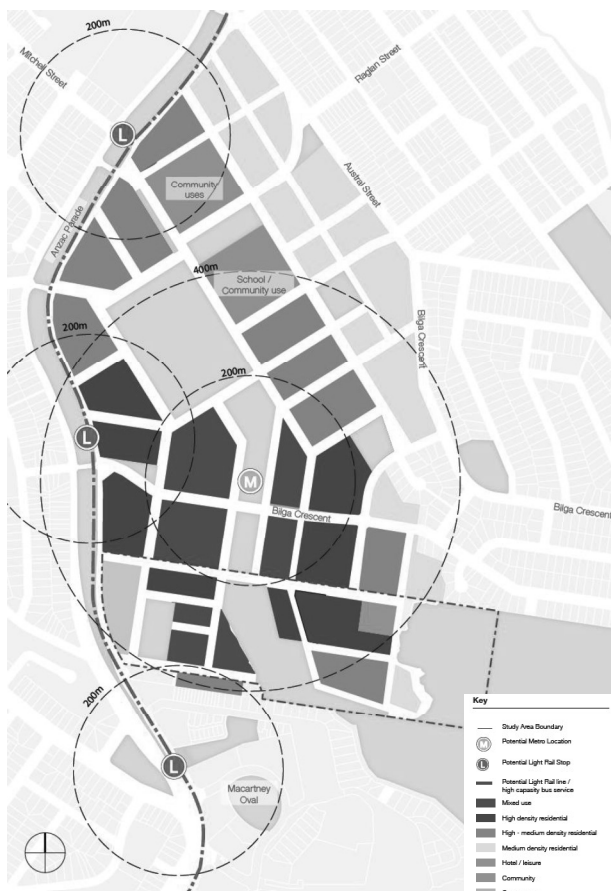 200m
Mitchell Street
Raglan Street
L
Community
uses
Austral Street
Anzac Parade
400m
School /
Community use
Bilga Crescent
200m
200m
L
M
Bilga Crescent
Bilga Crescent
200m
L
Macartney
Oval
Key
Study Area Boundary
M
Potential Metro Location
L
Potential Light Rail Stop
Potential Light Rail line /
high capacity bus service
Mixed use
High density residential
High - medium density residential
Medium density residential
Hotel / leisure
Community